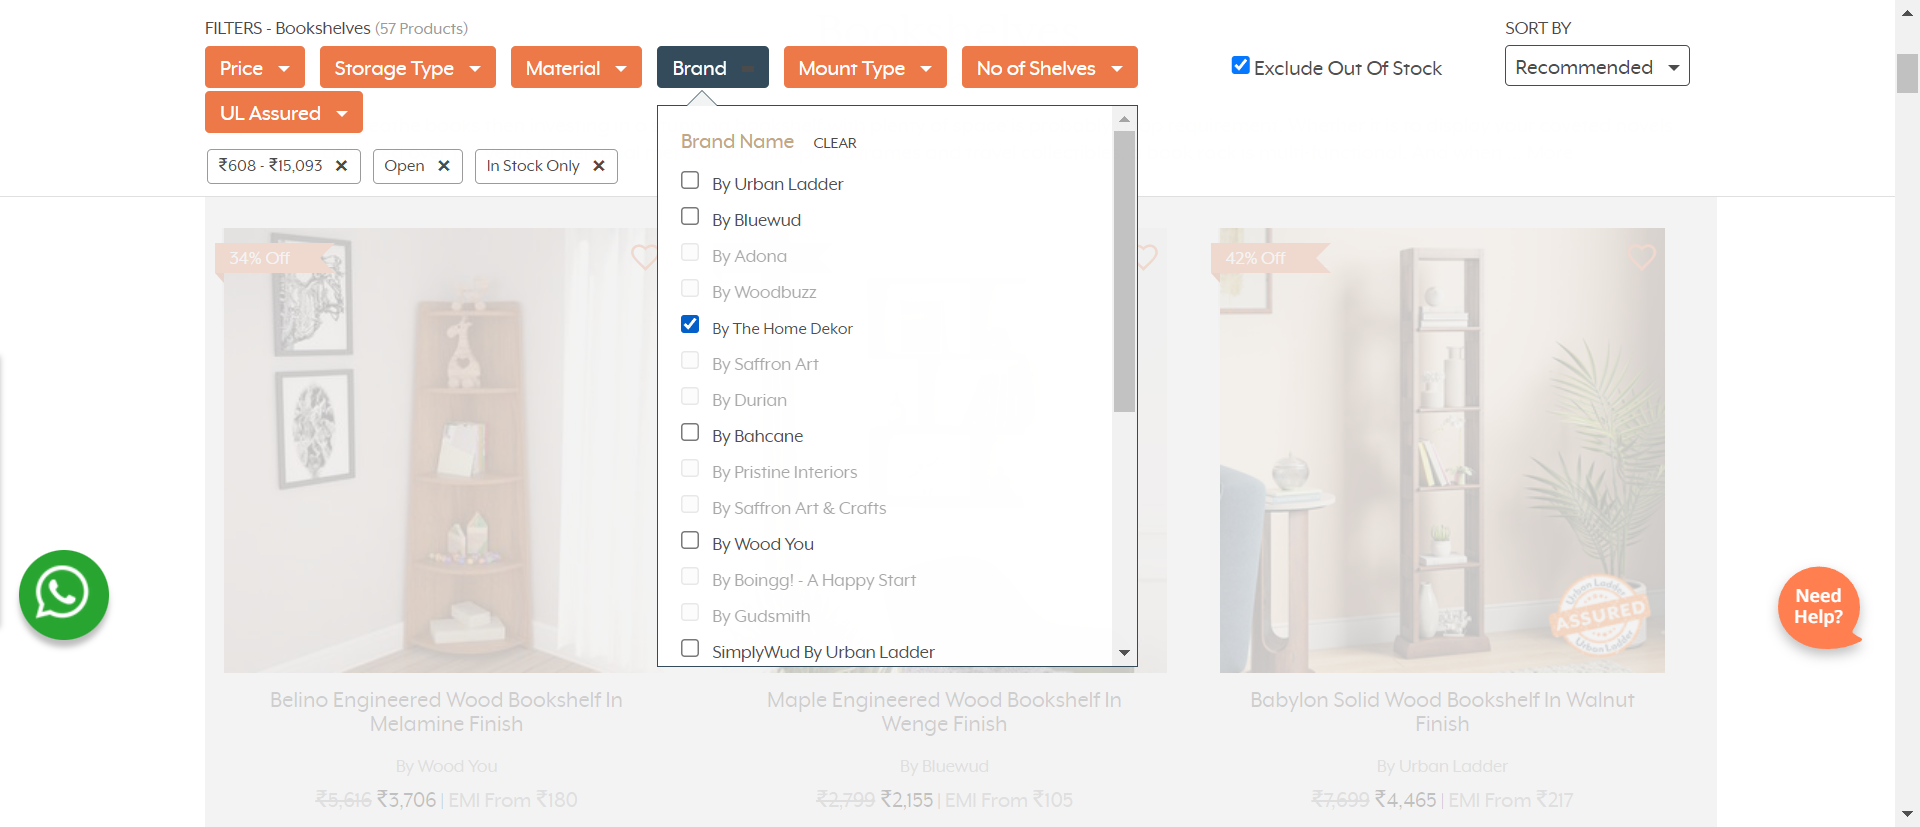 FILTERS - Bookshelves (57 Products)
SORT BY
Price
Storage Type
Material
Brand
Mount Type
No of Shelves
Exclude Out Of Stock
Recommended
UL Assured
₹608 - ₹15,093
Open
In Stock Only
Brand Name CLEAR
By Urban Ladder
By Bluewud
By Adona
By Woodbuzz
By The Home Dekor
By Saffron Art
By Durian
By Bahcane
By Pristine Interiors
By Saffron Art & Crafts
By Wood You
By Boingg! - A Happy Start
By Gudsmith
SimplyWud By Urban Ladder
34% Off
42% Off
Urban Ladder
ASSURED
Urban Ladder
Need
Help?
Belino Engineered Wood Bookshelf In
Melamine Finish
By Wood You
₹5,616 ₹3,706 | EMI From ₹180
Maple Engineered Wood Bookshelf In
Wenge Finish
By Bluewud
₹2,799 ₹2,155 | EMI From ₹105
Babylon Solid Wood Bookshelf In Walnut
Finish
By Urban Ladder
₹7,699 ₹4,465 | EMI From ₹217